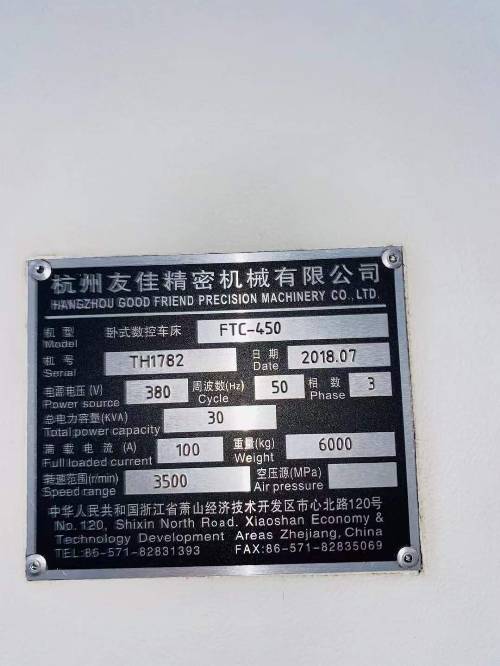 杭州友佳精密机械有限公司
HANGZHOU GOOD FRIEND PRECISION MACHINERY CO., LTD.
机 型 卧式数控车床 FTC-450
Model
机 号 TH1782 日 期 2018.07
Serial Date
电源电压(V) 380 周波数(Hz) 50 相 数 3
Power source Cycle Phase
总电力容量(KVA) 30
Total power capacity
满 载 电 流 (A) 100 重量(kg) 6000
Full loaded current Weight
转速范围(r/min) 3500 空压源(MPa)
Speed range Air pressure
中华人民共和国浙江省萧山经济技术开发区市心北路120号
No.120, Shixin North Road. Xiaoshan Economy &
Technology Development Areas Zhejiang, China
TEL:86-571-82831393 FAX:86-571-82835069